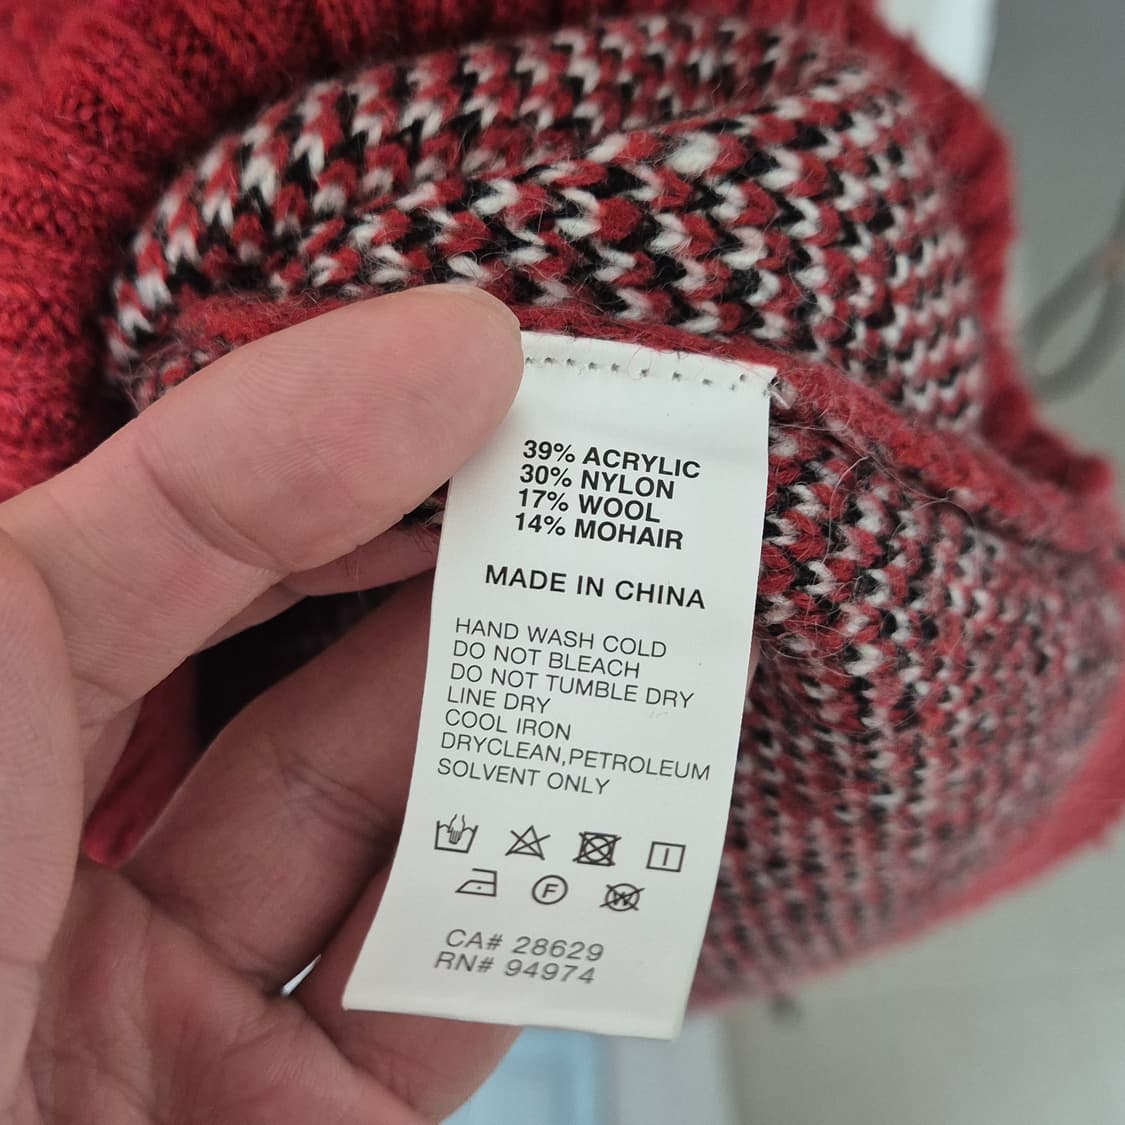 39% ACRYLIC
30% NYLON
17% WOOL
14% MOHAIR
MADE IN CHINA
HAND WASH COLD
DO NOT BLEACH
DO NOT TUMBLE DRY
LINE DRY
COOL IRON
DRYCLEAN,PETROLEUM
SOLVENT ONLY
F W
CA# 28629
RN# 94974